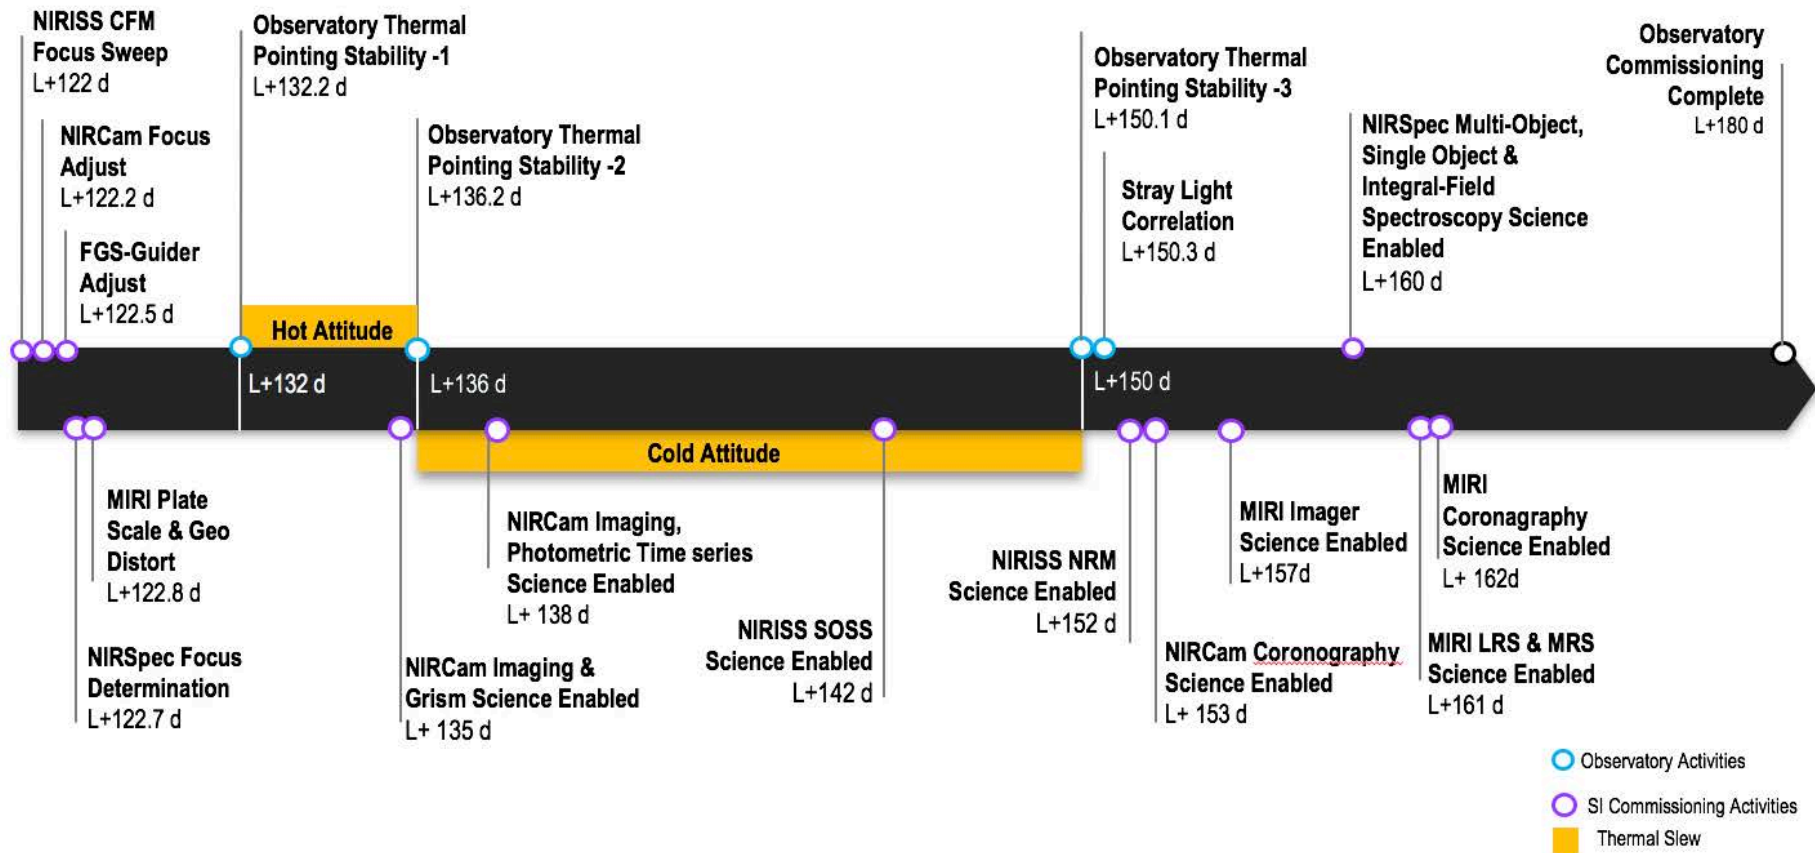 NIRISS CFM
Focus Sweep
L+122 d
NIRCam Focus
Adjust
L+122.2 d
FGS-Guider
Adjust
L+122.5 d
Observatory Thermal
Pointing Stability -1
L+132.2 d
Observatory Thermal
Pointing Stability -2
L+136.2 d
Observatory Thermal
Pointing Stability -3
L+150.1 d
Stray Light
Correlation
L+150.3 d
NIRSpec Multi-Object,
Single Object &
Integral-Field
Spectroscopy Science
Enabled
L+160 d
Observatory
Commissioning
Complete
L+180 d
Hot Attitude
L+132 d
L+136 d
L+150 d
Cold Attitude
MIRI Plate
Scale & Geo
Distort
L+122.8 d
NIRSpec Focus
Determination
L+122.7 d
NIRCam Imaging,
Photometric Time series
Science Enabled
L+ 138 d
NIRCam Imaging &
Grism Science Enabled
L+ 135 d
NIRISS SOSS
Science Enabled
L+142 d
NIRISS NRM
Science Enabled
L+152 d
NIRCam Coronography
Science Enabled
L+ 153 d
MIRI Imager
Science Enabled
L+157d
MIRI
Coronagraphy
Science Enabled
L+ 162d
MIRI LRS & MRS
Science Enabled
L+161 d
Observatory Activities
SI Commissioning Activities
Thermal Slew